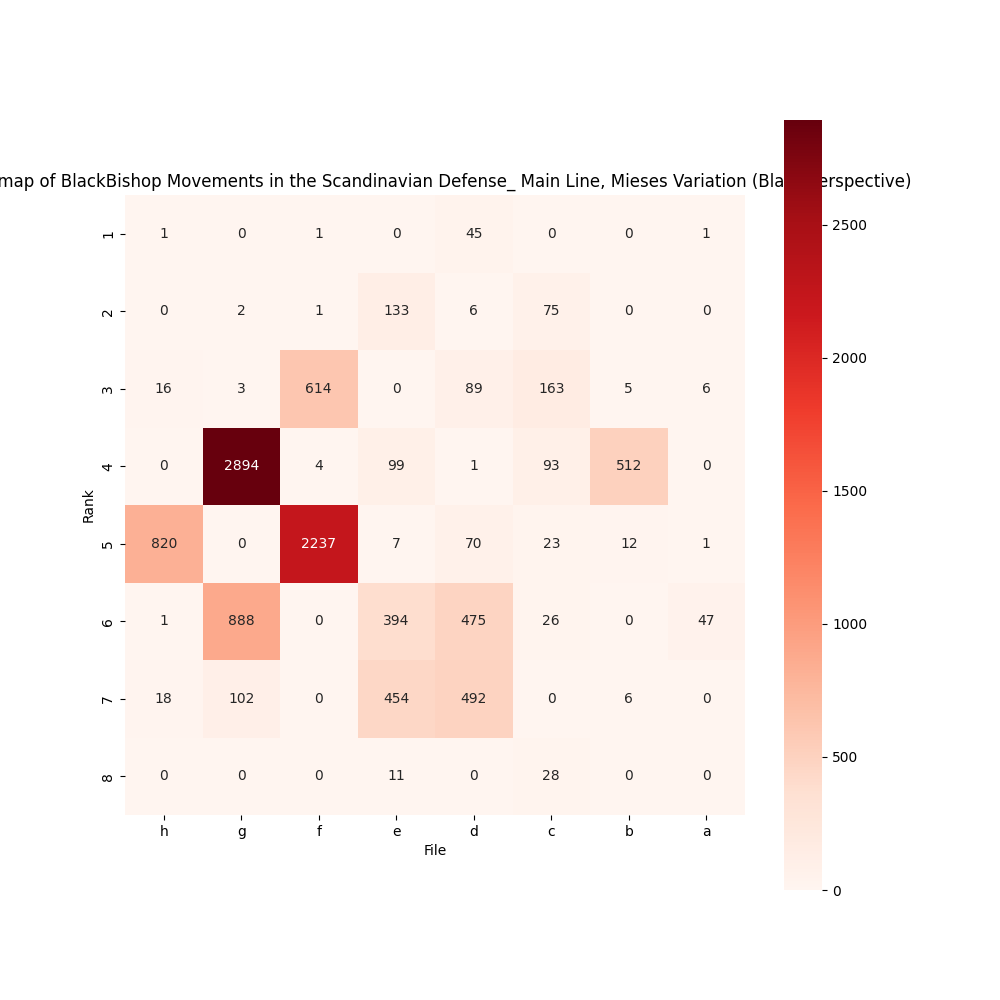 map of BlackBishop Movements in the Scandinavian Defense_ Main Line, Mieses Variation (Bla erspective)
1 1 0 1 0 45 0 0 1
2 0 2 1 133 6 75 0 0
3 16 3 614 0 89 163 5 6
4 0 2894 4 99 1 93 512 0
5 820 0 2237 7 70 23 12 1
6 1 888 0 394 475 26 0 47
7 18 102 0 454 492 0 6 0
8 0 0 0 11 0 28 0 0
h g f e d c b a
File
Rank
2500
2000
1500
1000
500
0